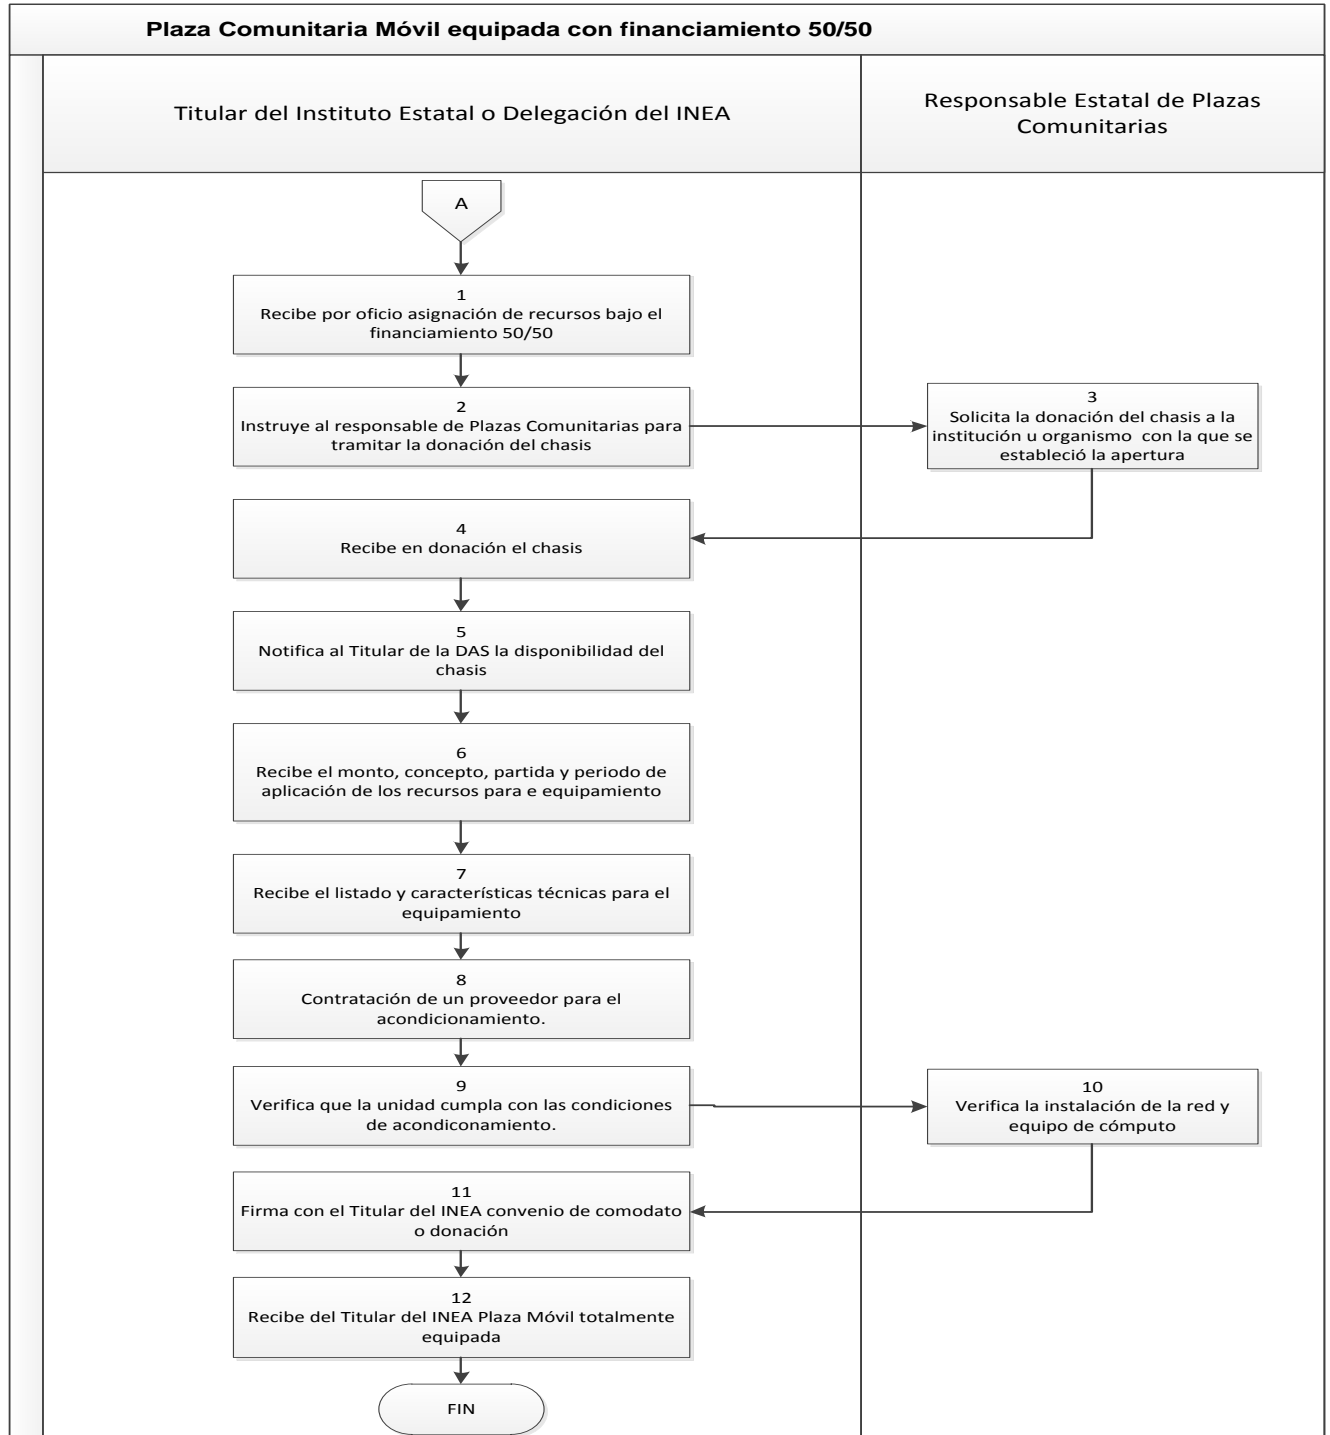 Plaza Comunitaria Móvil equipada con financiamiento 50/50
Titular del Instituto Estatal o Delegación del INEA
Responsable Estatal de Plazas
Comunitarias
A
1
Recibe por oficio asignación de recursos bajo el
financiamiento 50/50
2
Instruye al responsable de Plazas Comunitarias para
tramitar la donación del chasis
3
Solicita la donación del chasis a la
institución u organismo con la que se
estableció la apertura
4
Recibe en donación el chasis
5
Notifica al Titular de la DAS la disponibilidad del
chasis
6
Recibe el monto, concepto, partida y periodo de
aplicación de los recursos para e equipamiento
7
Recibe el listado y características técnicas para el
equipamiento
8
Contratación de un proveedor para el
acondicionamiento.
9
Verifica que la unidad cumpla con las condiciones
de acondiconamiento.
10
Verifica la instalación de la red y
equipo de cómputo
11
Firma con el Titular del INEA convenio de comodato
o donación
12
Recibe del Titular del INEA Plaza Móvil totalmente
equipada
FIN